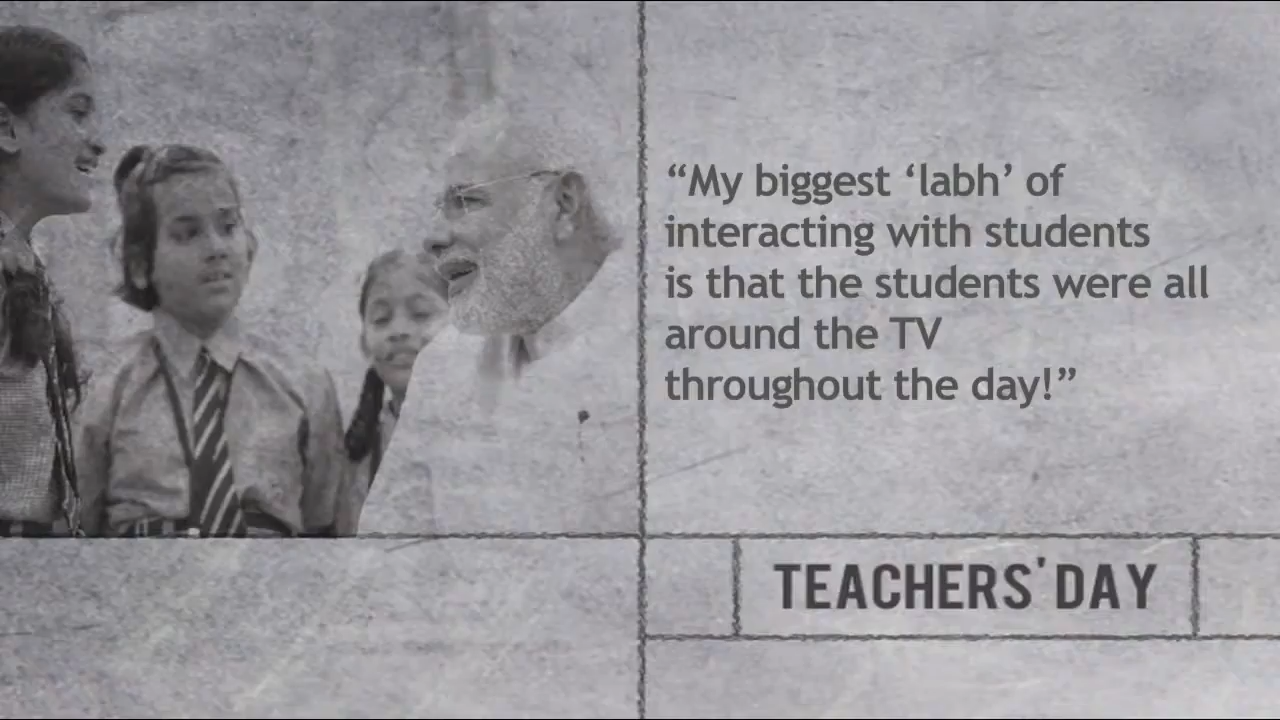 “My biggest ‘labh’ of
interacting with students
is that the students were all
around the TV
throughout the day!”
TEACHERS'DAY